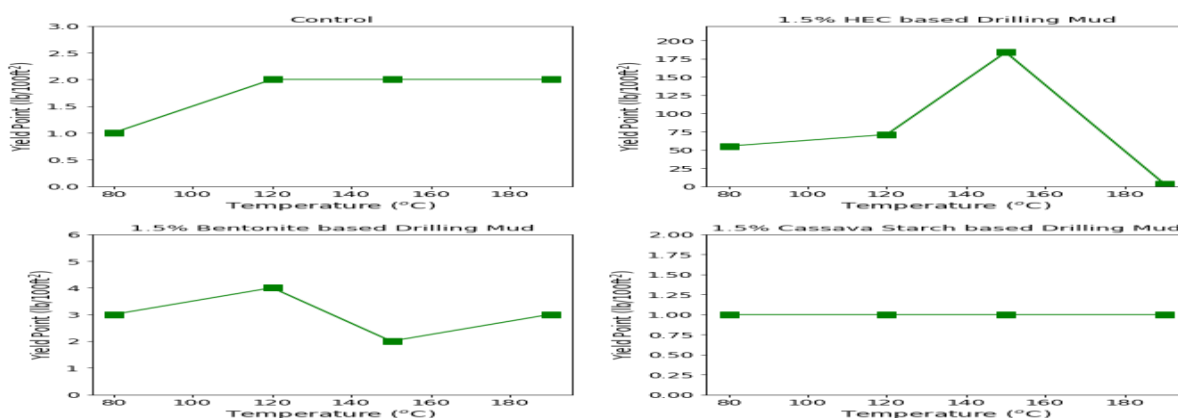 Control
3.0
2.5
2.0
1.5
1.0
0.5
0.0
Yield Point (lb/100ft²)
80 100 120 140 160 180
Temperature (°C)
1.5% HEC based Drilling Mud
200
175
150
125
100
75
50
25
0
Yield Point (lb/100ft²)
80 100 120 140 160 180
Temperature (°C)
1.5% Bentonite based Drilling Mud
6
5
4
3
2
1
0
Yield Point (lb/100ft²)
80 100 120 140 160 180
Temperature (°C)
1.5% Cassava Starch based Drilling Mud
2.00
1.75
1.50
1.25
1.00
0.75
0.50
0.25
0.00
Yield Point (lb/100ft²)
80 100 120 140 160 180
Temperature (°C)